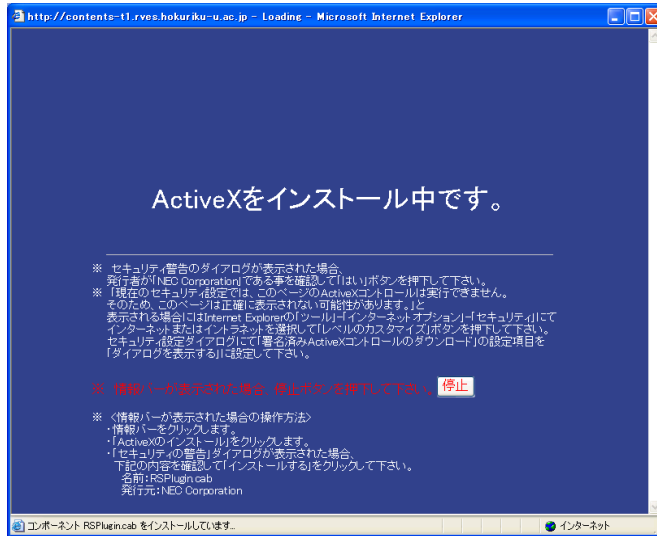 http://contents-t1.rves.hokuriku-u.ac.jp - Loading - Microsoft Internet Explorer
ActiveXをインストール中です。
※ セキュリティ警告のダイアログが表示された場合、
発行者が「NEC Corporation」である事を確認して「はい」ボタンを押下して下さい。
※ 「現在のセキュリティ設定では、このページのActiveXコントロールは実行できません。
そのため、このページは正確に表示されない可能性があります。」と
表示される場合にはInternet Explorerの「ツール」-「インターネットオプション」-「セキュリティ」にて
インターネットまたはイントラネットを選択して「レベルのカスタマイズ」ボタンを押下して下さい。
セキュリティ設定ダイアログにて「署名済みActiveXコントロールのダウンロード」の設定項目を
「ダイアログを表示する」に設定して下さい。
※ 情報バーが表示された場合、停止ボタンを押下して下さい。 停止
※ <情報バーが表示された場合の操作方法>
・情報バーをクリックします。
・「ActiveXのインストール」をクリックします。
・「セキュリティの警告」ダイアログが表示された場合、
下記の内容を確認して「インストールする」をクリックして下さい。
名前:RSPlugin.cab
発行元:NEC Corporation
コンポーネント RSPlugin.cab をインストールしています...
インターネット